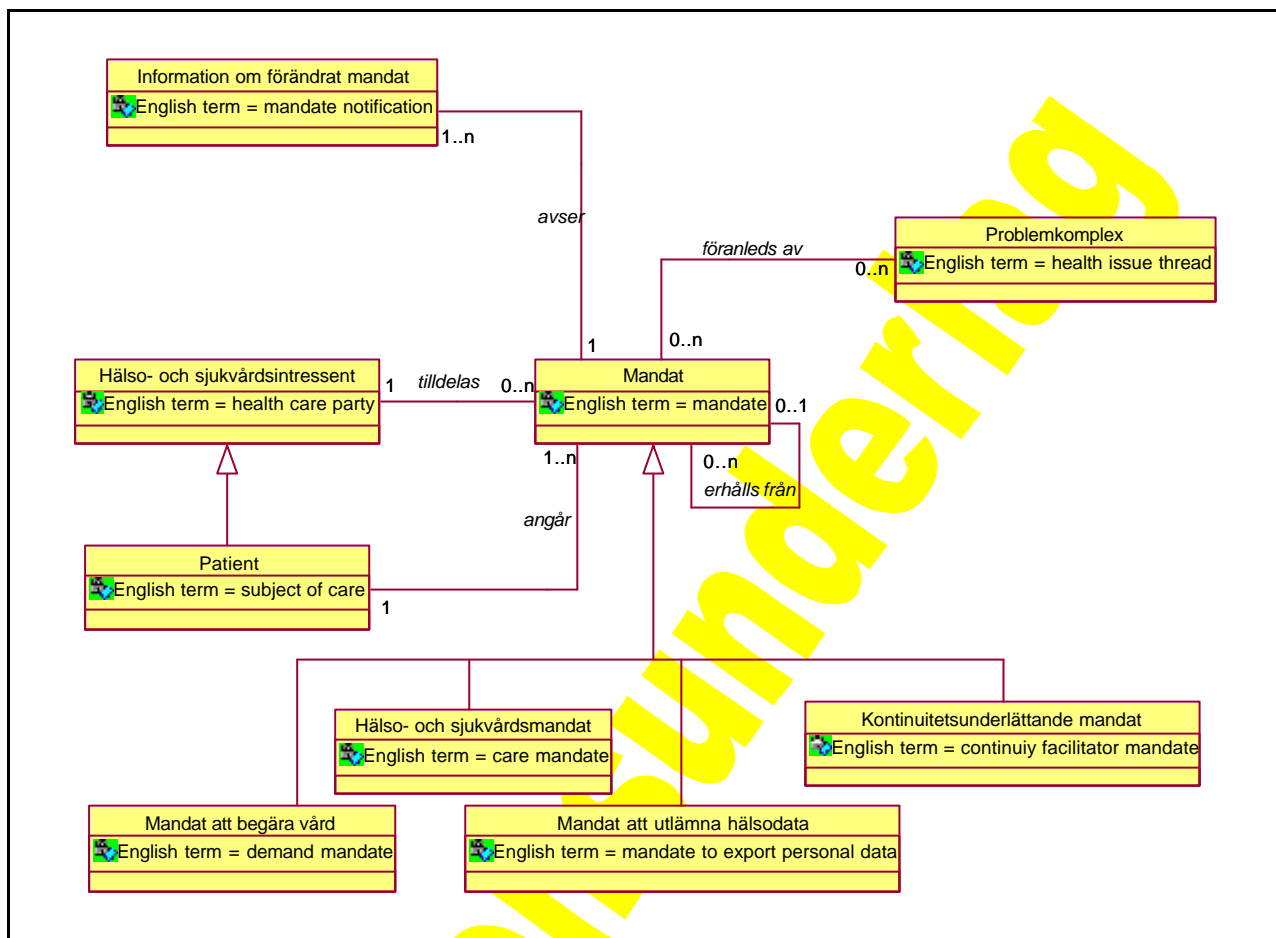 Information om förändrat mandat
English term = mandate notification
1..n
avser
Problemkomplex
English term = health issue thread
föranleds av
0..n
0..n
1
Hälso- och sjukvårdsintressent
English term = health care party
1
tilldelas
0..n
Mandat
English term = mandate
0..1
0..n
erhålls från
1..n
angår
Patient
English term = subject of care
1
Hälso- och sjukvårdsmandat
English term = care mandate
Kontinuitetsunderlättande mandat
English term = continuiy facilitator mandate
Mandat att begära vård
English term = demand mandate
Mandat att utlämna hälsodata
English term = mandate to export personal data